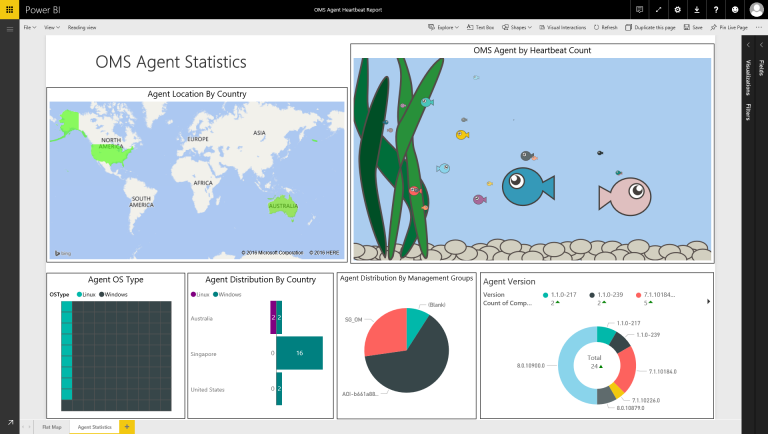 Power BI
OMS Agent Heartbeat Report
File
View
Reading view
Explore
Text Box
Shapes
Visual Interactions
Refresh
Duplicate this page
Save
Pin Live Page
OMS Agent Statistics
Agent Location By Country
NORTH AMERICA
EUROPE
ASIA
AFRICA
SOUTH AMERICA
AUSTRALIA
bing
© 2016 Microsoft Corporation © 2016 HERE
OMS Agent by Heartbeat Count
Visualizations
Filters
Fields
Agent OS Type
OSType Linux Windows
Agent Distribution By Country
Linux Windows
Australia 2 2
Singapore 0 16
United States 0 2
Agent Distribution By Management Groups
(Blank)
SG_OM
Agent Version
Version 1.1.0-217 1.1.0-239 7.1.10184...
Count of Comp... 2 2 7
1.1.0-217
1.1.0-239
8.0.10900.0
Total
24
7.1.10184.0
7.1.10226.0
8.0.10879.0
Flat Map
Agent Statistics